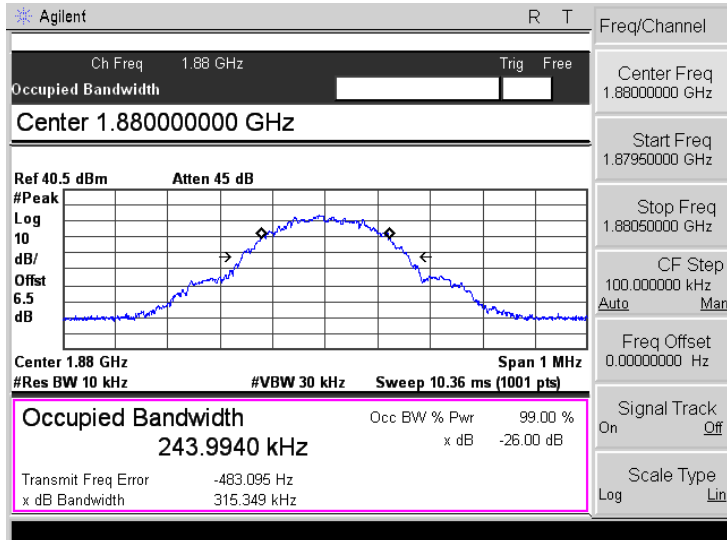 Agilent R T
Ch Freq 1.88 GHz Trig Free
Occupied Bandwidth
Center 1.880000000 GHz
Ref 40.5 dBm Atten 45 dB
#Peak
Log
10
dB/
Offst
6.5
dB
Center 1.88 GHz Span 1 MHz
#Res BW 10 kHz #VBW 30 kHz Sweep 10.36 ms (1001 pts)
Occupied Bandwidth Occ BW % Pwr 99.00 %
243.9940 kHz x dB -26.00 dB
Transmit Freq Error -483.095 Hz
x dB Bandwidth 315.349 kHz
Freq/Channel
Center Freq
1.88000000 GHz
Start Freq
1.87950000 GHz
Stop Freq
1.88050000 GHz
CF Step
100.000000 kHz
Auto Man
Freq Offset
0.00000000 Hz
Signal Track
On Off
Scale Type
Log Lin